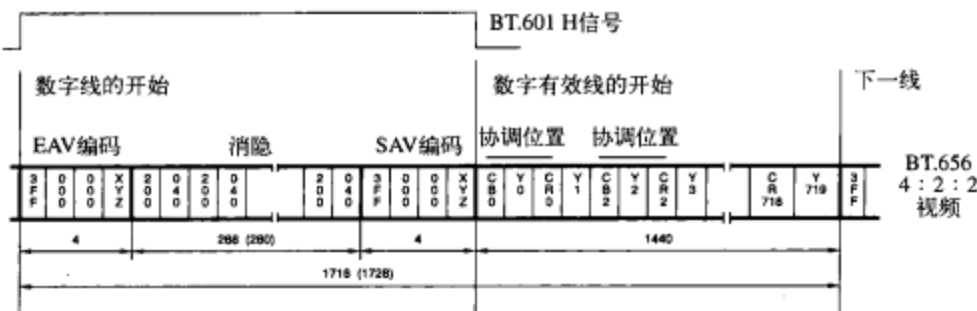 BT.601 H信号
数字线的开始
数字有效线的开始
下一线
EAV编码
消隐
SAV编码
协调位置
协调位置
3FF
000
000
XYZ
200
040
200
040
200
040
3FF
000
000
XYZ
CB0
Y0
CR0
Y1
CB2
Y2
CR2
Y3
CR718
Y719
3FF
BT.656
4：2：2
视频
4
268 (280)
4
1440
1716 (1728)